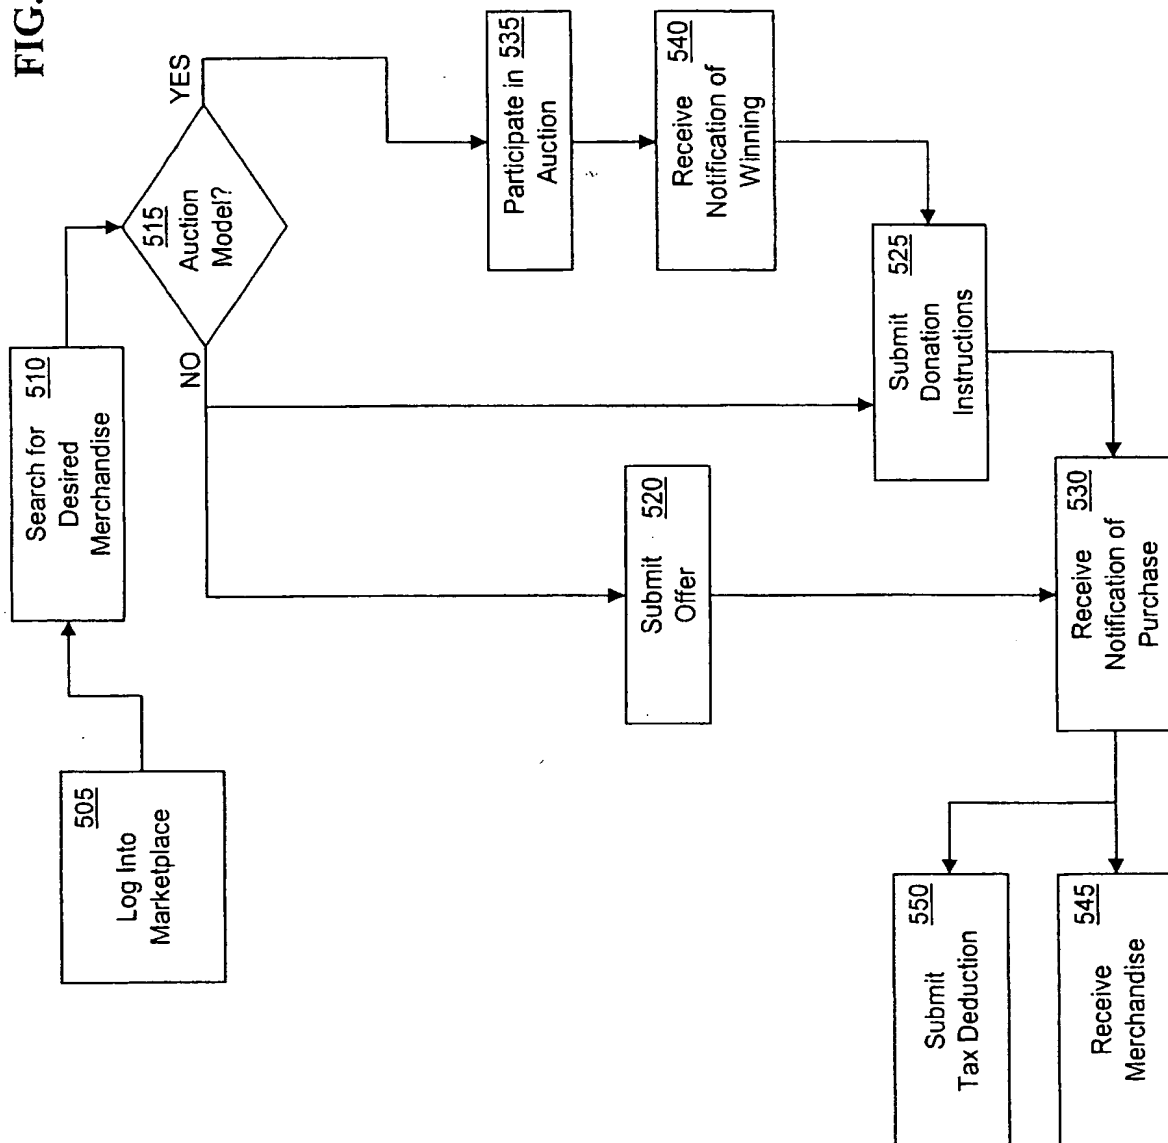 FIG.
505
Log Into
Marketplace
Search for 510
Desired
Merchandise
515
Auction
Model?
YES
NO
Participate in 535
Auction
Receive 540
Notification of
Winning
Submit 520
Offer
Submit 525
Donation
Instructions
Receive 530
Notification of
Purchase
Submit 550
Tax Deduction
Receive 545
Merchandise